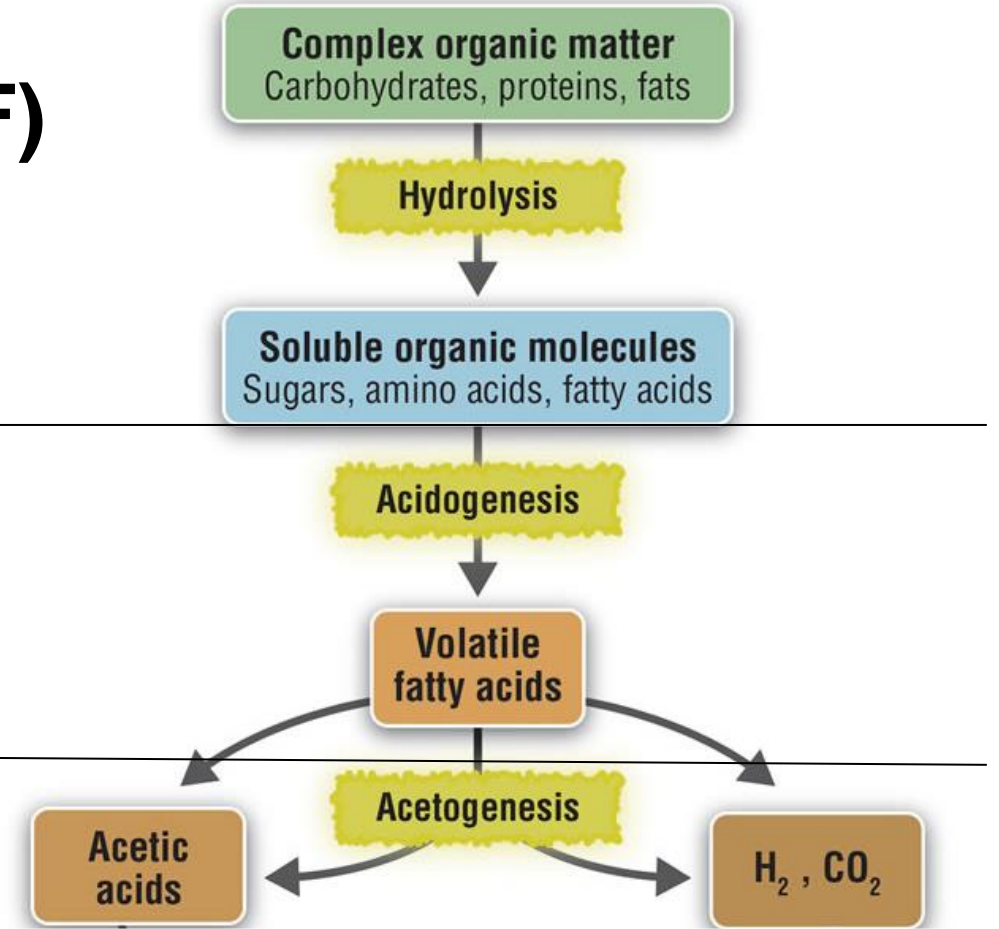 Complex organic matter
Carbohydrates, proteins, fats
F)
Hydrolysis
Soluble organic molecules
Sugars, amino acids, fatty acids
Acidogenesis
Volatile
fatty acids
Acetogenesis
Acetic
acids
H₂ , CO₂